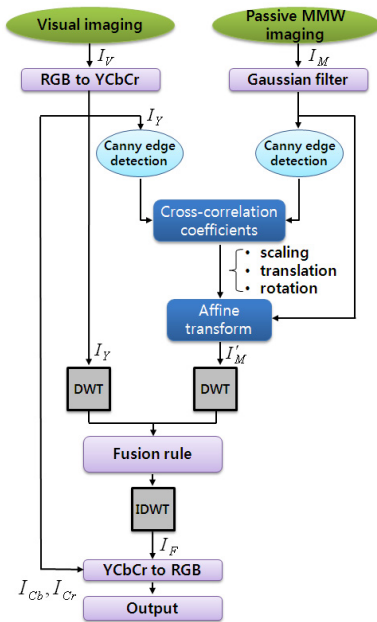 Visual imaging
Passive MMW
imaging
I_V
I_M
RGB to YCbCr
Gaussian filter
I_Y
Canny edge
detection
Canny edge
detection
Cross-correlation
coefficients
• scaling
• translation
• rotation
Affine
transform
I_Y
I'_M
DWT
DWT
Fusion rule
IDWT
I_F
YCbCr to RGB
I_Cb, I_Cr
Output